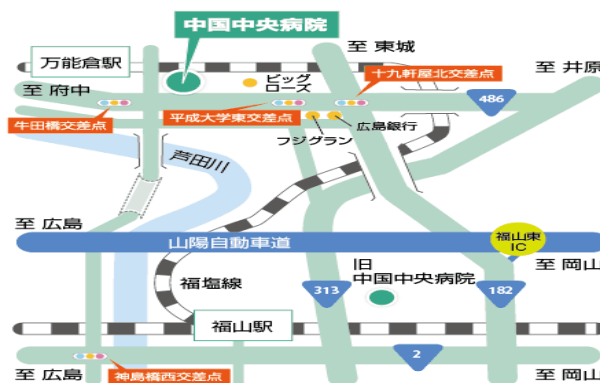 中国中央病院
至 東城
万能倉駅
ビッグ
ローズ
十九軒屋北交差点
至 井原
至 府中
486
牛田橋交差点
平成大学東交差点
広島銀行
フジグラン
芦田川
至 広島
山陽自動車道
福山東
IC
旧
中国中央病院
至 岡山
福塩線
313
182
福山駅
2
至 広島
神島橋西交差点
至 岡山